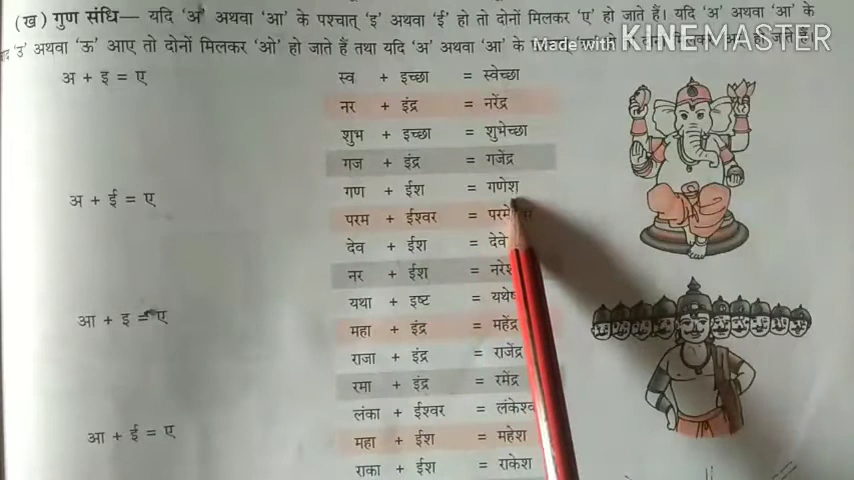 (ख) गुण संधि— यदि 'अ' अथवा 'आ' के पश्चात् 'इ' अथवा 'ई' हो तो दोनों मिलकर 'ए' हो जाते हैं। यदि 'अ' अथवा 'आ' के
'उ' अथवा 'ऊ' आए तो दोनों मिलकर 'ओ' हो जाते हैं तथा यदि 'अ' अथवा 'आ' के हो जाते हैं।
Made with KINEMASTER
अ + इ = ए स्व + इच्छा = स्वेच्छा
नर + इंद्र = नरेंद्र
शुभ + इच्छा = शुभेच्छा
गज + इंद्र = गजेंद्र
अ + ई = ए गण + ईश = गणेश
परम + ईश्वर =
देव + ईश =
नर + ईश =
आ + इ = ए यथा + इष्ट =
महा + इंद्र = महेंद्र
राजा + इंद्र = राजेंद्र
रमा + इंद्र = रमेंद्र
लंका + ईश्वर =
आ + ई = ए महा + ईश = महेश
राका + ईश = राकेश